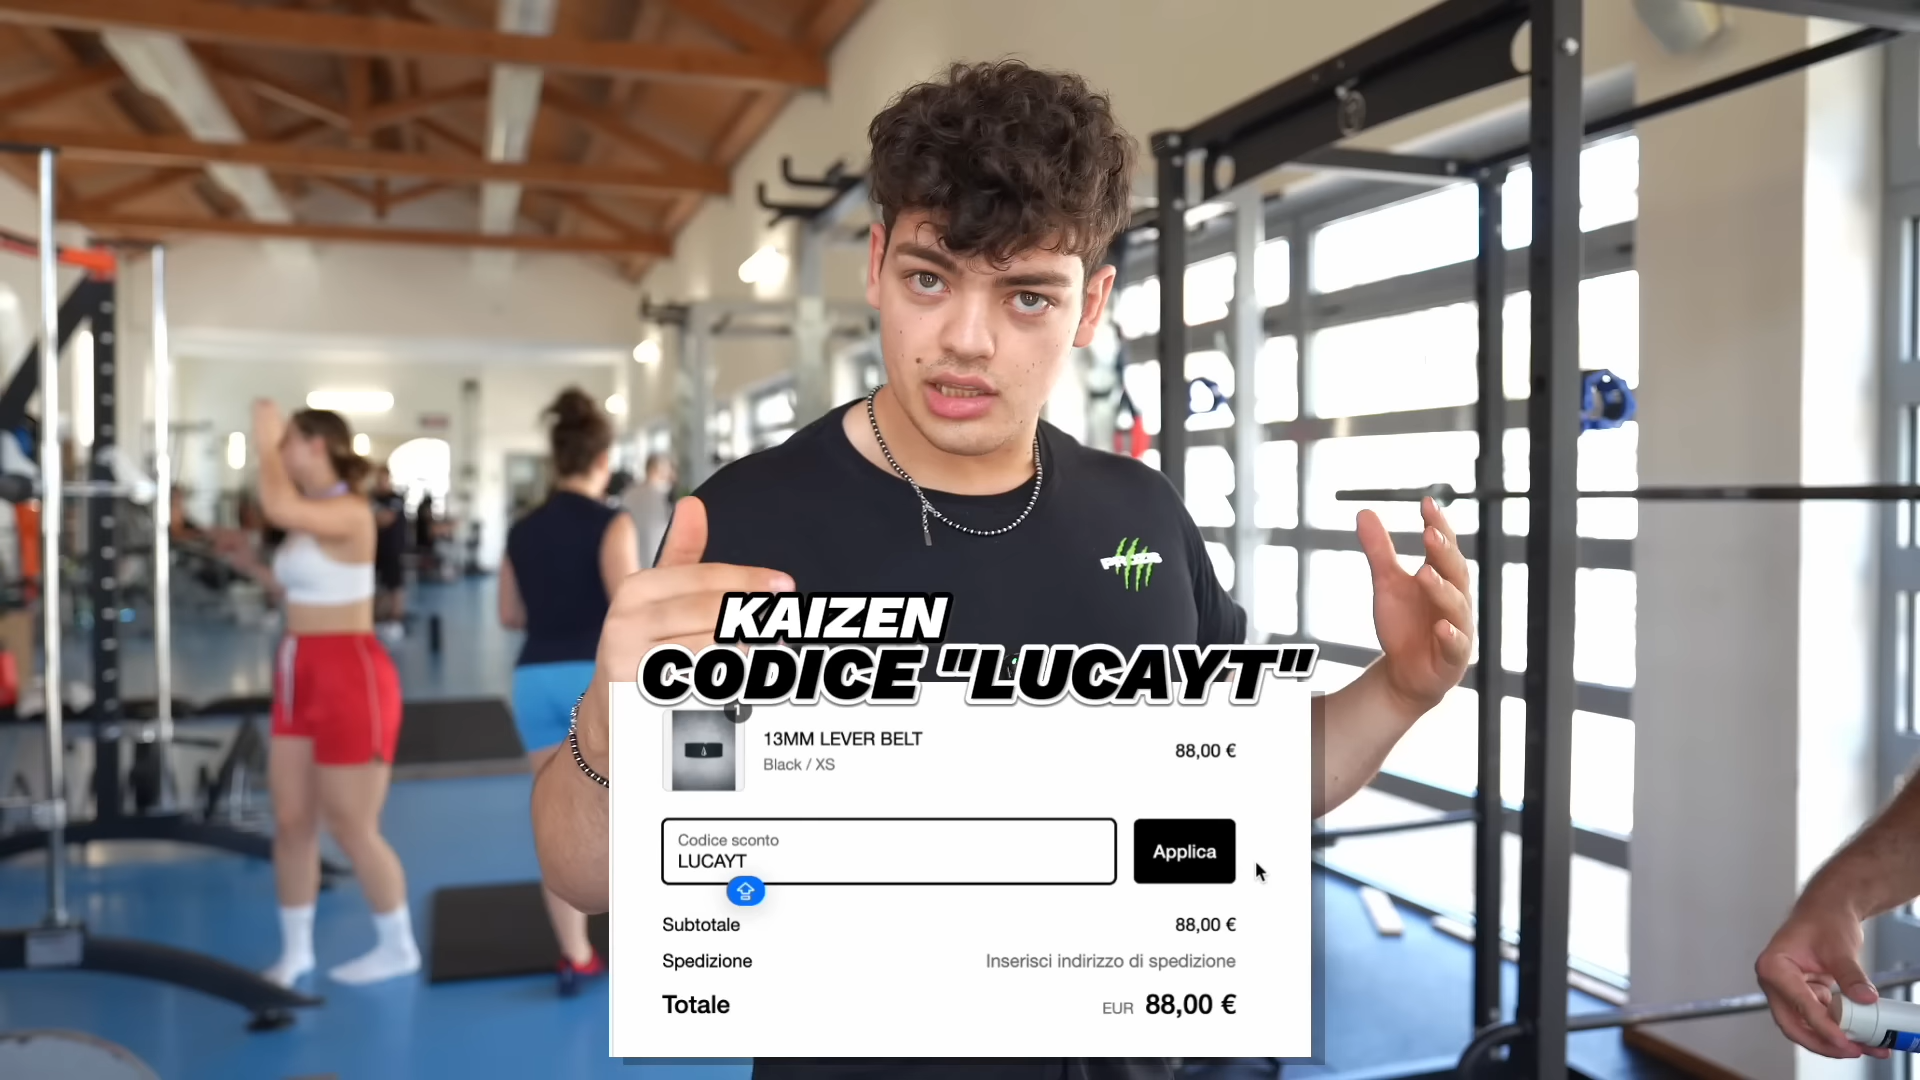 KAIZEN
CODICE "LUCAYT"
1
13MM LEVER BELT
88,00 €
Black / XS
Codice sconto
LUCAYT
Applica
Subtotale
88,00 €
Spedizione
Inserisci indirizzo di spedizione
Totale
EUR 88,00 €